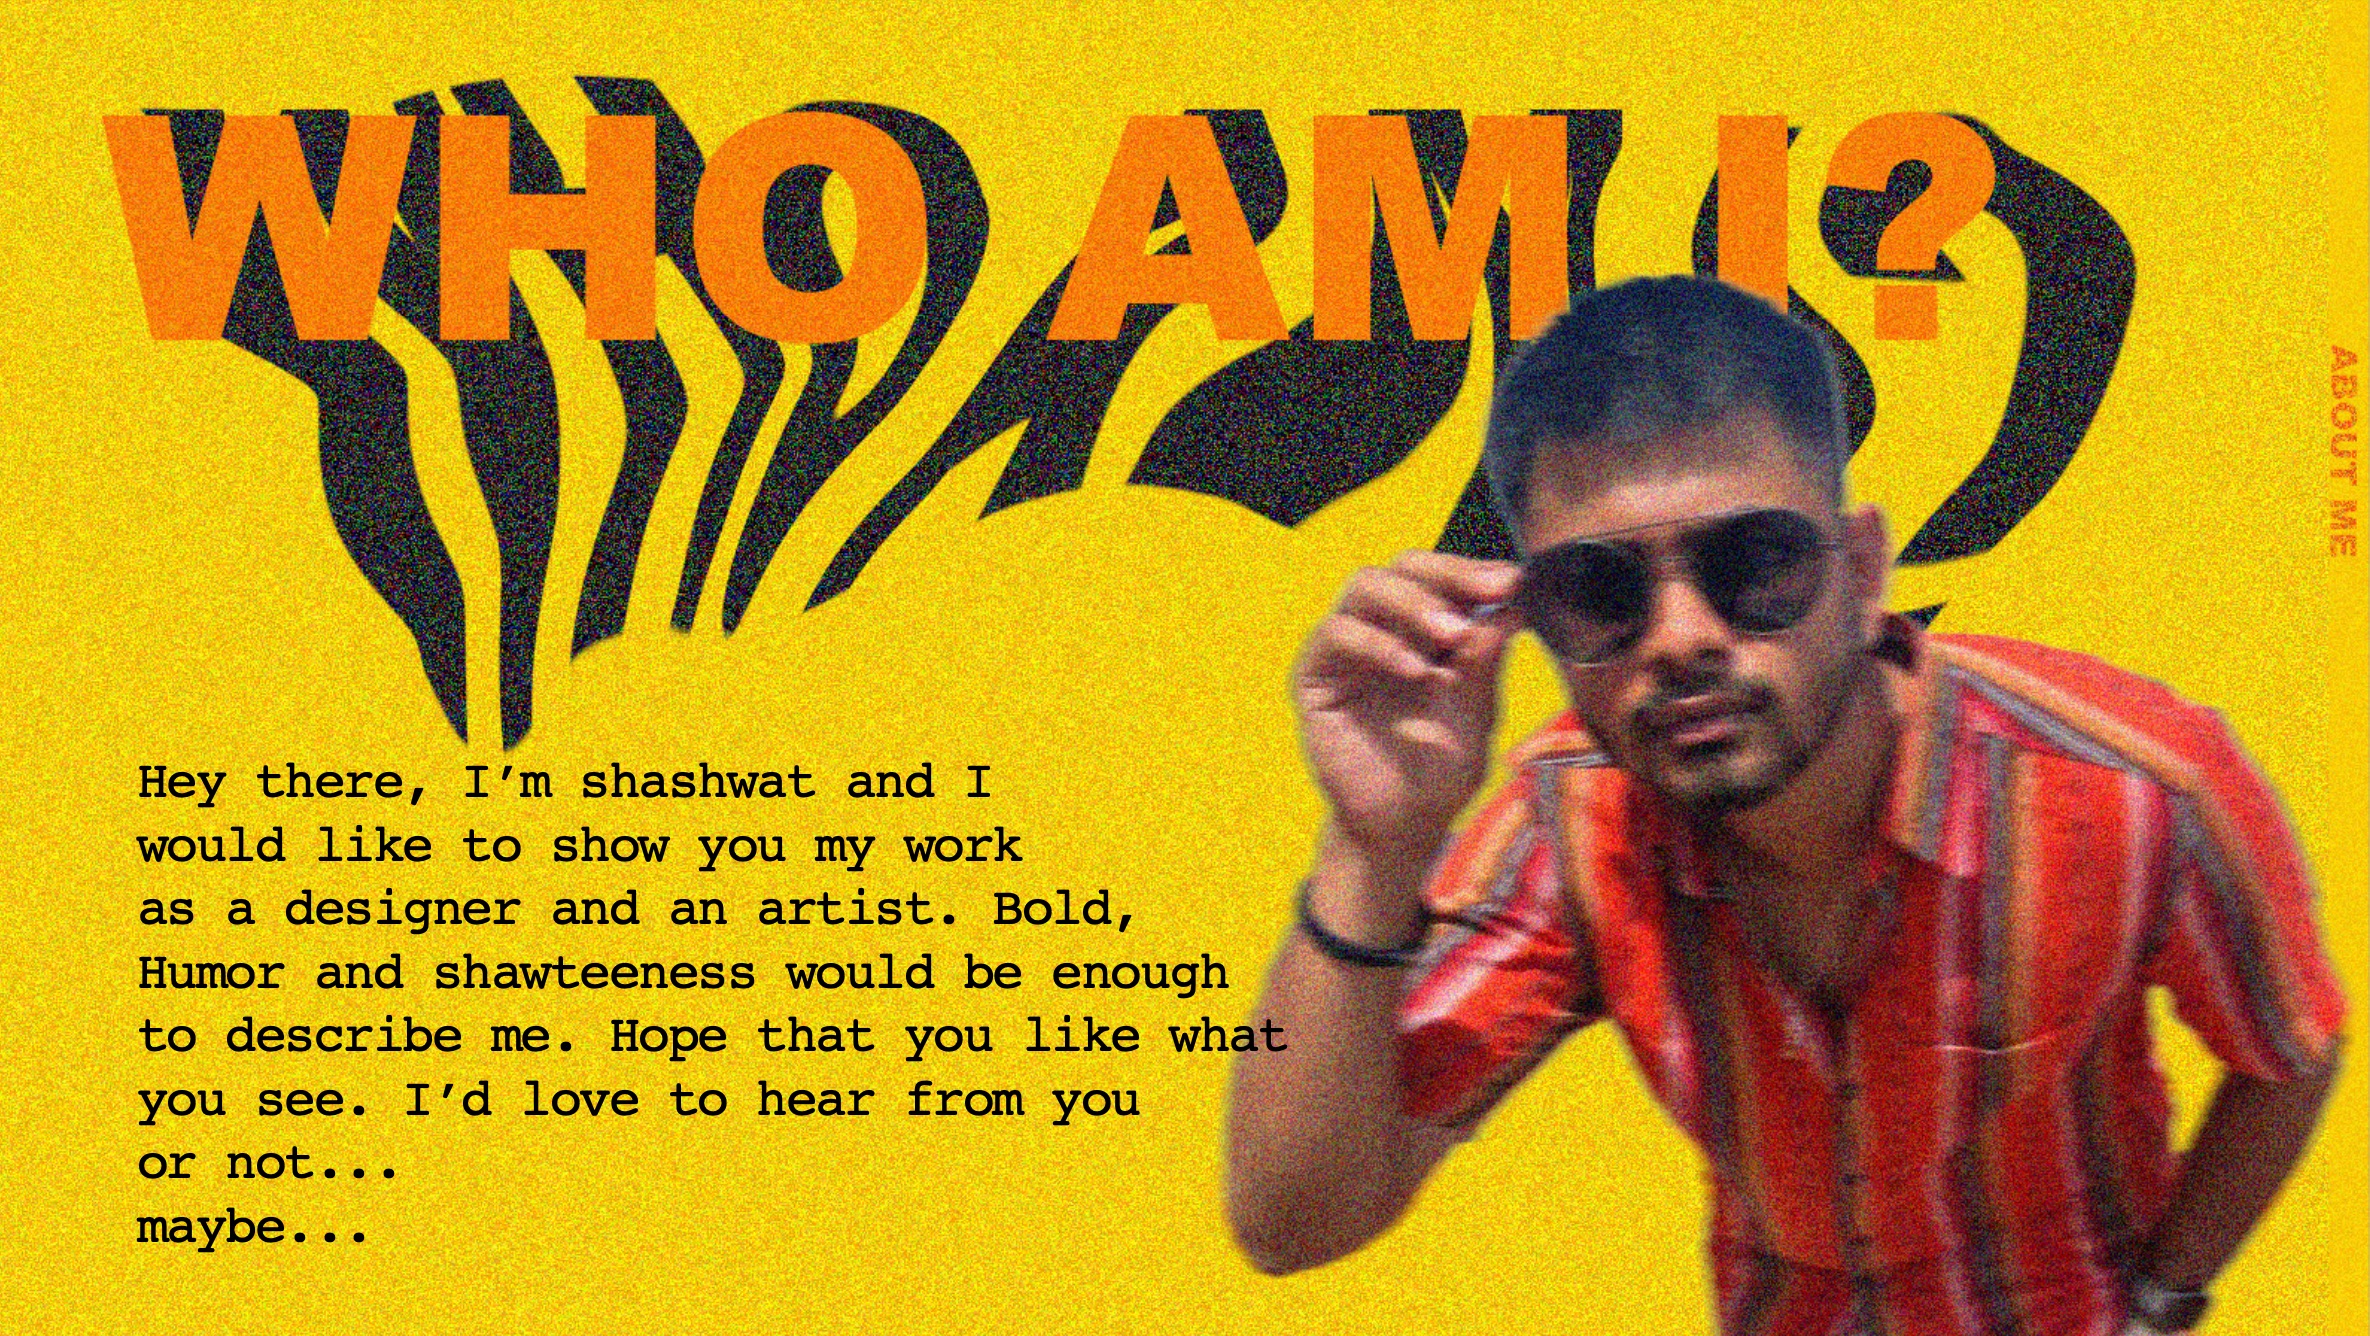 WHO AM I?
Hey there, I’m shashwat and I
would like to show you my work
as a designer and an artist. Bold,
Humor and shawteeness would be enough
to describe me. Hope that you like what
you see. I’d love to hear from you
or not...
maybe...
ABOUT ME